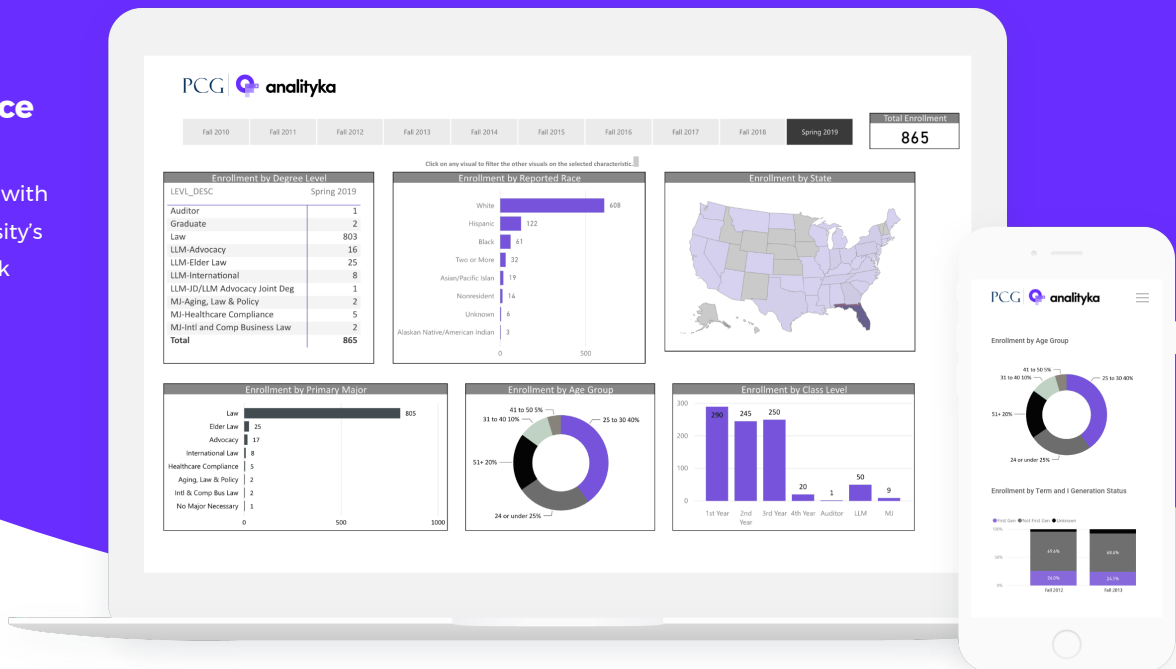 ce
with
sity's
k
PCG analityka
Fall 2010 Fall 2011 Fall 2012 Fall 2013 Fall 2014 Fall 2015 Fall 2016 Fall 2017 Fall 2018 Spring 2019
Total Enrollment
865
Click on any visual to filter the other visuals on the selected characteristic.
Enrollment by Degree Level
LEVL_DESC Spring 2019
Auditor 1
Graduate 2
Law 803
LLM-Advocacy 16
LLM-Elder Law 25
LLM-International 8
LLM-JD/LLM Advocacy Joint Deg 1
MJ-Aging, Law & Policy 2
MJ-Healthcare Compliance 5
MJ-Intl and Comp Business Law 2
Total 865
Enrollment by Reported Race
White 608
Hispanic 122
Black 61
Two or More 32
Asian/Pacific Islan 19
Nonresident 14
Unknown 6
Alaskan Native/American Indian 3
0 500
Enrollment by State
Enrollment by Primary Major
Law 805
Elder Law 25
Advocacy 17
International Law 8
Healthcare Compliance 5
Aging, Law & Policy 2
Intl & Comp Bus Law 2
No Major Necessary 1
0 500 1000
Enrollment by Age Group
41 to 50 5%
31 to 40 10%
25 to 30 40%
51+ 20%
24 or under 25%
Enrollment by Class Level
300
200
100
0
290 245 250 20 1 50 9
1st Year 2nd Year 3rd Year 4th Year Auditor LLM MJ
PCG analityka
Enrollment by Age Group
41 to 50 5%
31 to 40 10%
25 to 30 40%
51+ 20%
24 or under 25%
Enrollment by Term and I Generation Status
First Gen Not First Gen Unknown
100%
50%
0%
69.6%
Fall 2012 Fall 2013